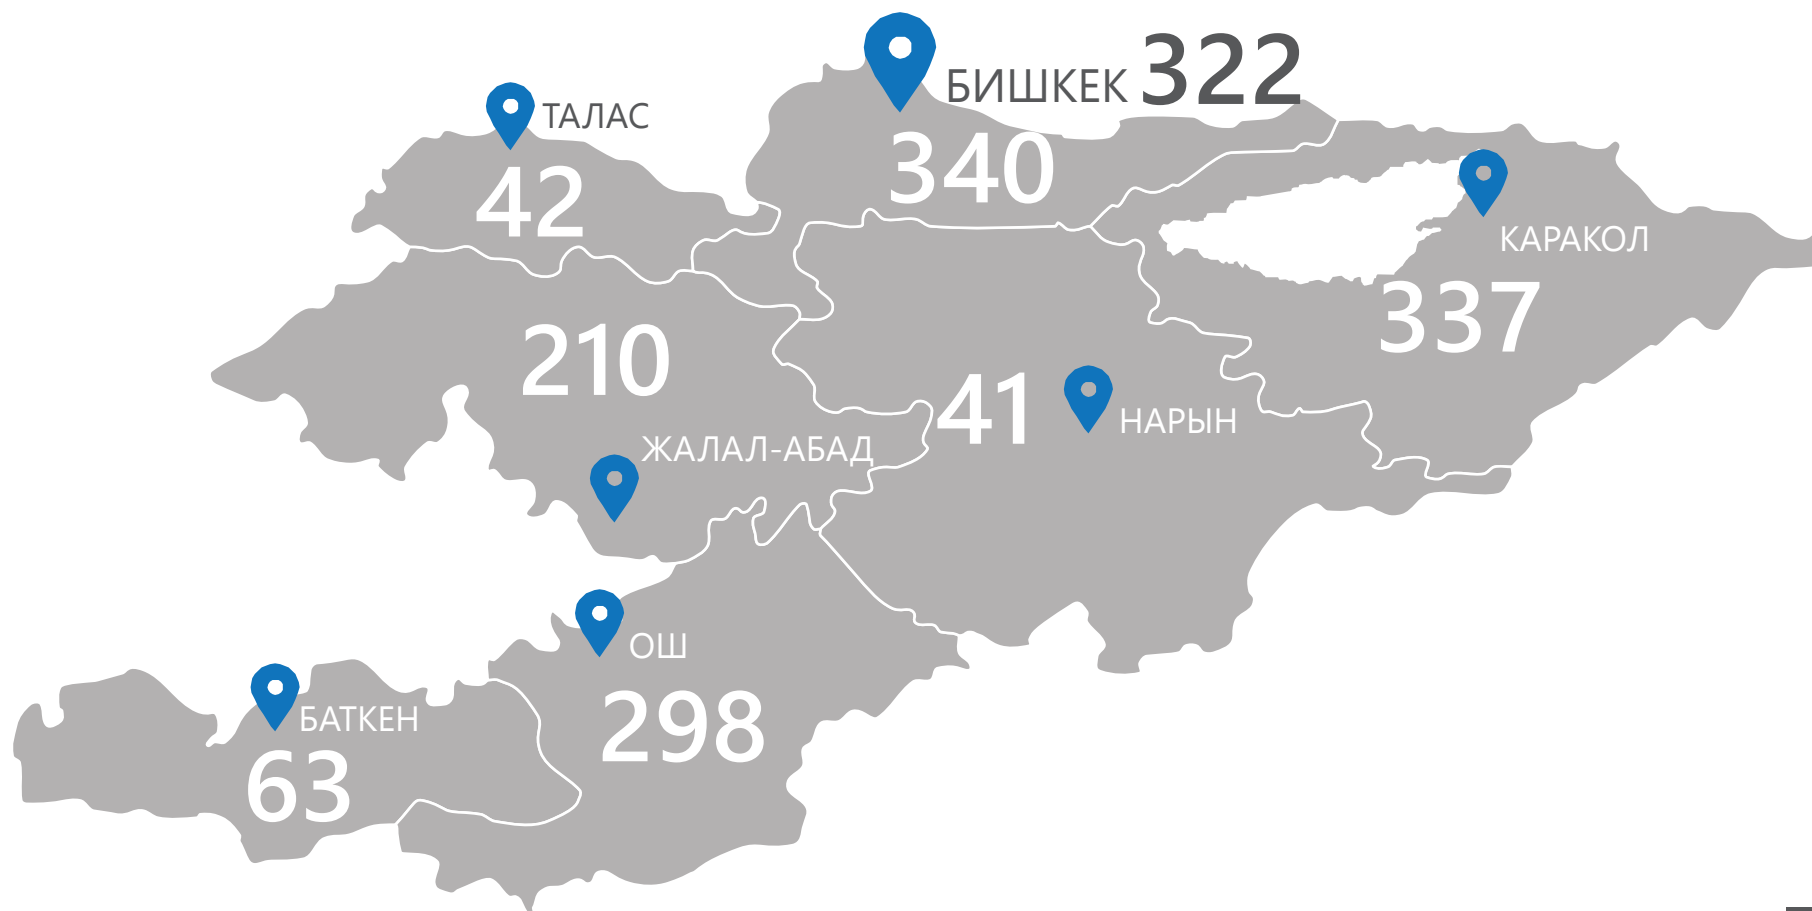 БИШКЕК 322
ТАЛАС
340
42
КАРАКОЛ
337
210
41
НАРЫН
ЖАЛАЛ-АБАД
ОШ
298
БАТКЕН
63